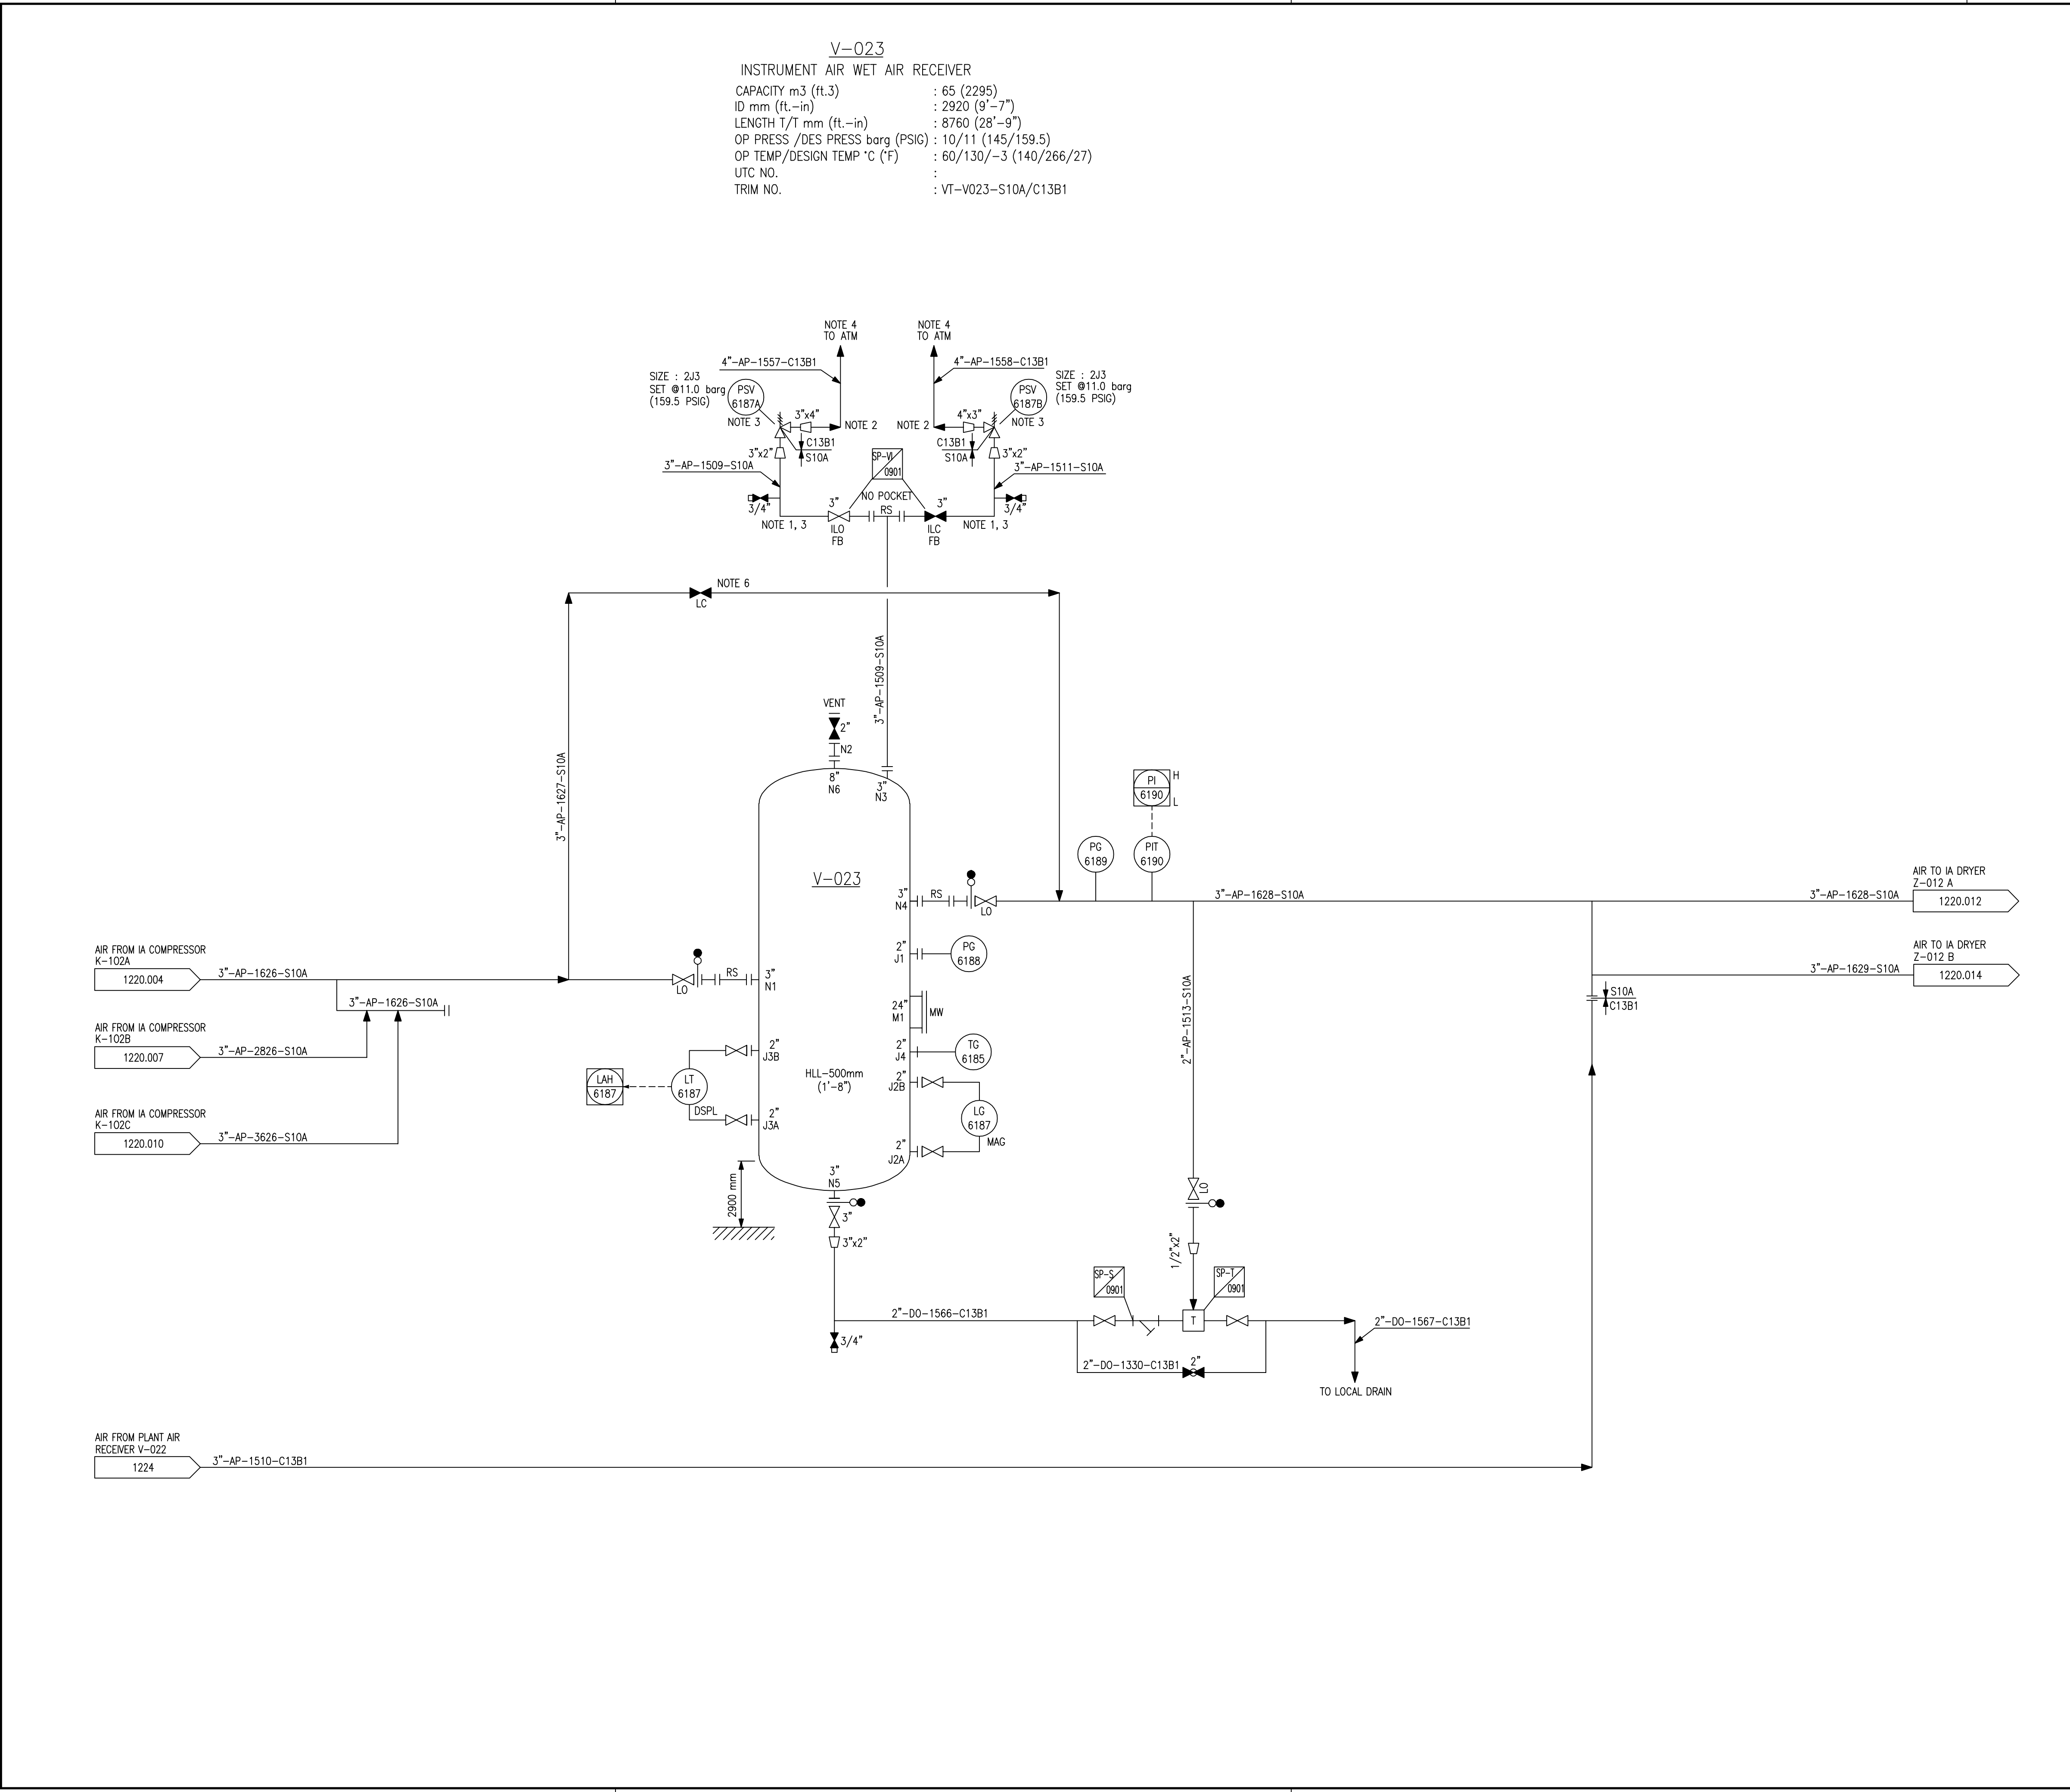 V-023
INSTRUMENT AIR WET AIR RECEIVER
CAPACITY m3 (ft.3) : 65 (2295)
ID mm (ft.-in) : 2920 (9'-7")
LENGTH T/T mm (ft.-in) : 8760 (28'-9")
OP PRESS /DES PRESS barg (PSIG) : 10/11 (145/159.5)
OP TEMP/DESIGN TEMP °C (°F) : 60/130/-3 (140/266/27)
UTC NO. :
TRIM NO. : VT-V023-S10A/C13B1
NOTE 4
TO ATM
NOTE 4
TO ATM
4"-AP-1557-C13B1
4"-AP-1558-C13B1
SIZE : 2J3
SET @11.0 barg
(159.5 PSIG)
PSV
6187A
NOTE 3
3"x4"
NOTE 2
PSV
6187B
SIZE : 2J3
SET @11.0 barg
(159.5 PSIG)
NOTE 2
4"x3"
NOTE 3
C13B1
S10A
C13B1
S10A
3"x2"
3"x2"
SP-VI
0901
3"-AP-1509-S10A
3"-AP-1511-S10A
NO POCKET
3/4"
3"
RS
3"
3/4"
NOTE 1, 3
ILO
FB
ILC
FB
NOTE 1, 3
NOTE 6
LC
3"-AP-1509-S10A
3"-AP-1627-S10A
VENT
2"
N2
8"
N6
3"
N3
V-023
PI
6190
H
L
PG
6189
PIT
6190
3"
N4
RS
LO
3"-AP-1628-S10A
3"-AP-1628-S10A
AIR TO IA DRYER
Z-012 A
1220.012
AIR TO IA DRYER
Z-012 B
1220.014
3"-AP-1629-S10A
S10A
C13B1
AIR FROM IA COMPRESSOR
K-102A
1220.004
3"-AP-1626-S10A
3"-AP-1626-S10A
LO
RS
3"
N1
2"
J1
PG
6188
24"
M1
MW
AIR FROM IA COMPRESSOR
K-102B
1220.007
3"-AP-2826-S10A
2"
J3B
LAH
6187
LT
6187
DSPL
2"
J3A
HLL-500mm
(1'-8")
2"
J4
TG
6185
2"
J2B
LG
6187
MAG
2"
J2A
AIR FROM IA COMPRESSOR
K-102C
1220.010
3"-AP-3626-S10A
2"-AP-1513-S10A
2900 mm
3"
N5
3"
3"x2"
LO
1/2"x2"
SP-S
0901
SP-T
0901
T
2"-DO-1566-C13B1
3/4"
2"-DO-1330-C13B1
2"
2"-DO-1567-C13B1
TO LOCAL DRAIN
AIR FROM PLANT AIR
RECEIVER V-022
1224
3"-AP-1510-C13B1